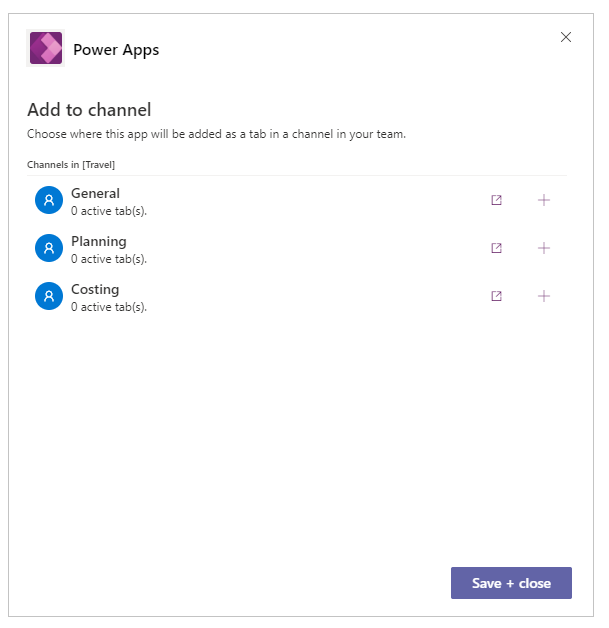 Power Apps
Add to channel
Choose where this app will be added as a tab in a channel in your team.
Channels in [Travel]
General
0 active tab(s).
Planning
0 active tab(s).
Costing
0 active tab(s).
Save + close